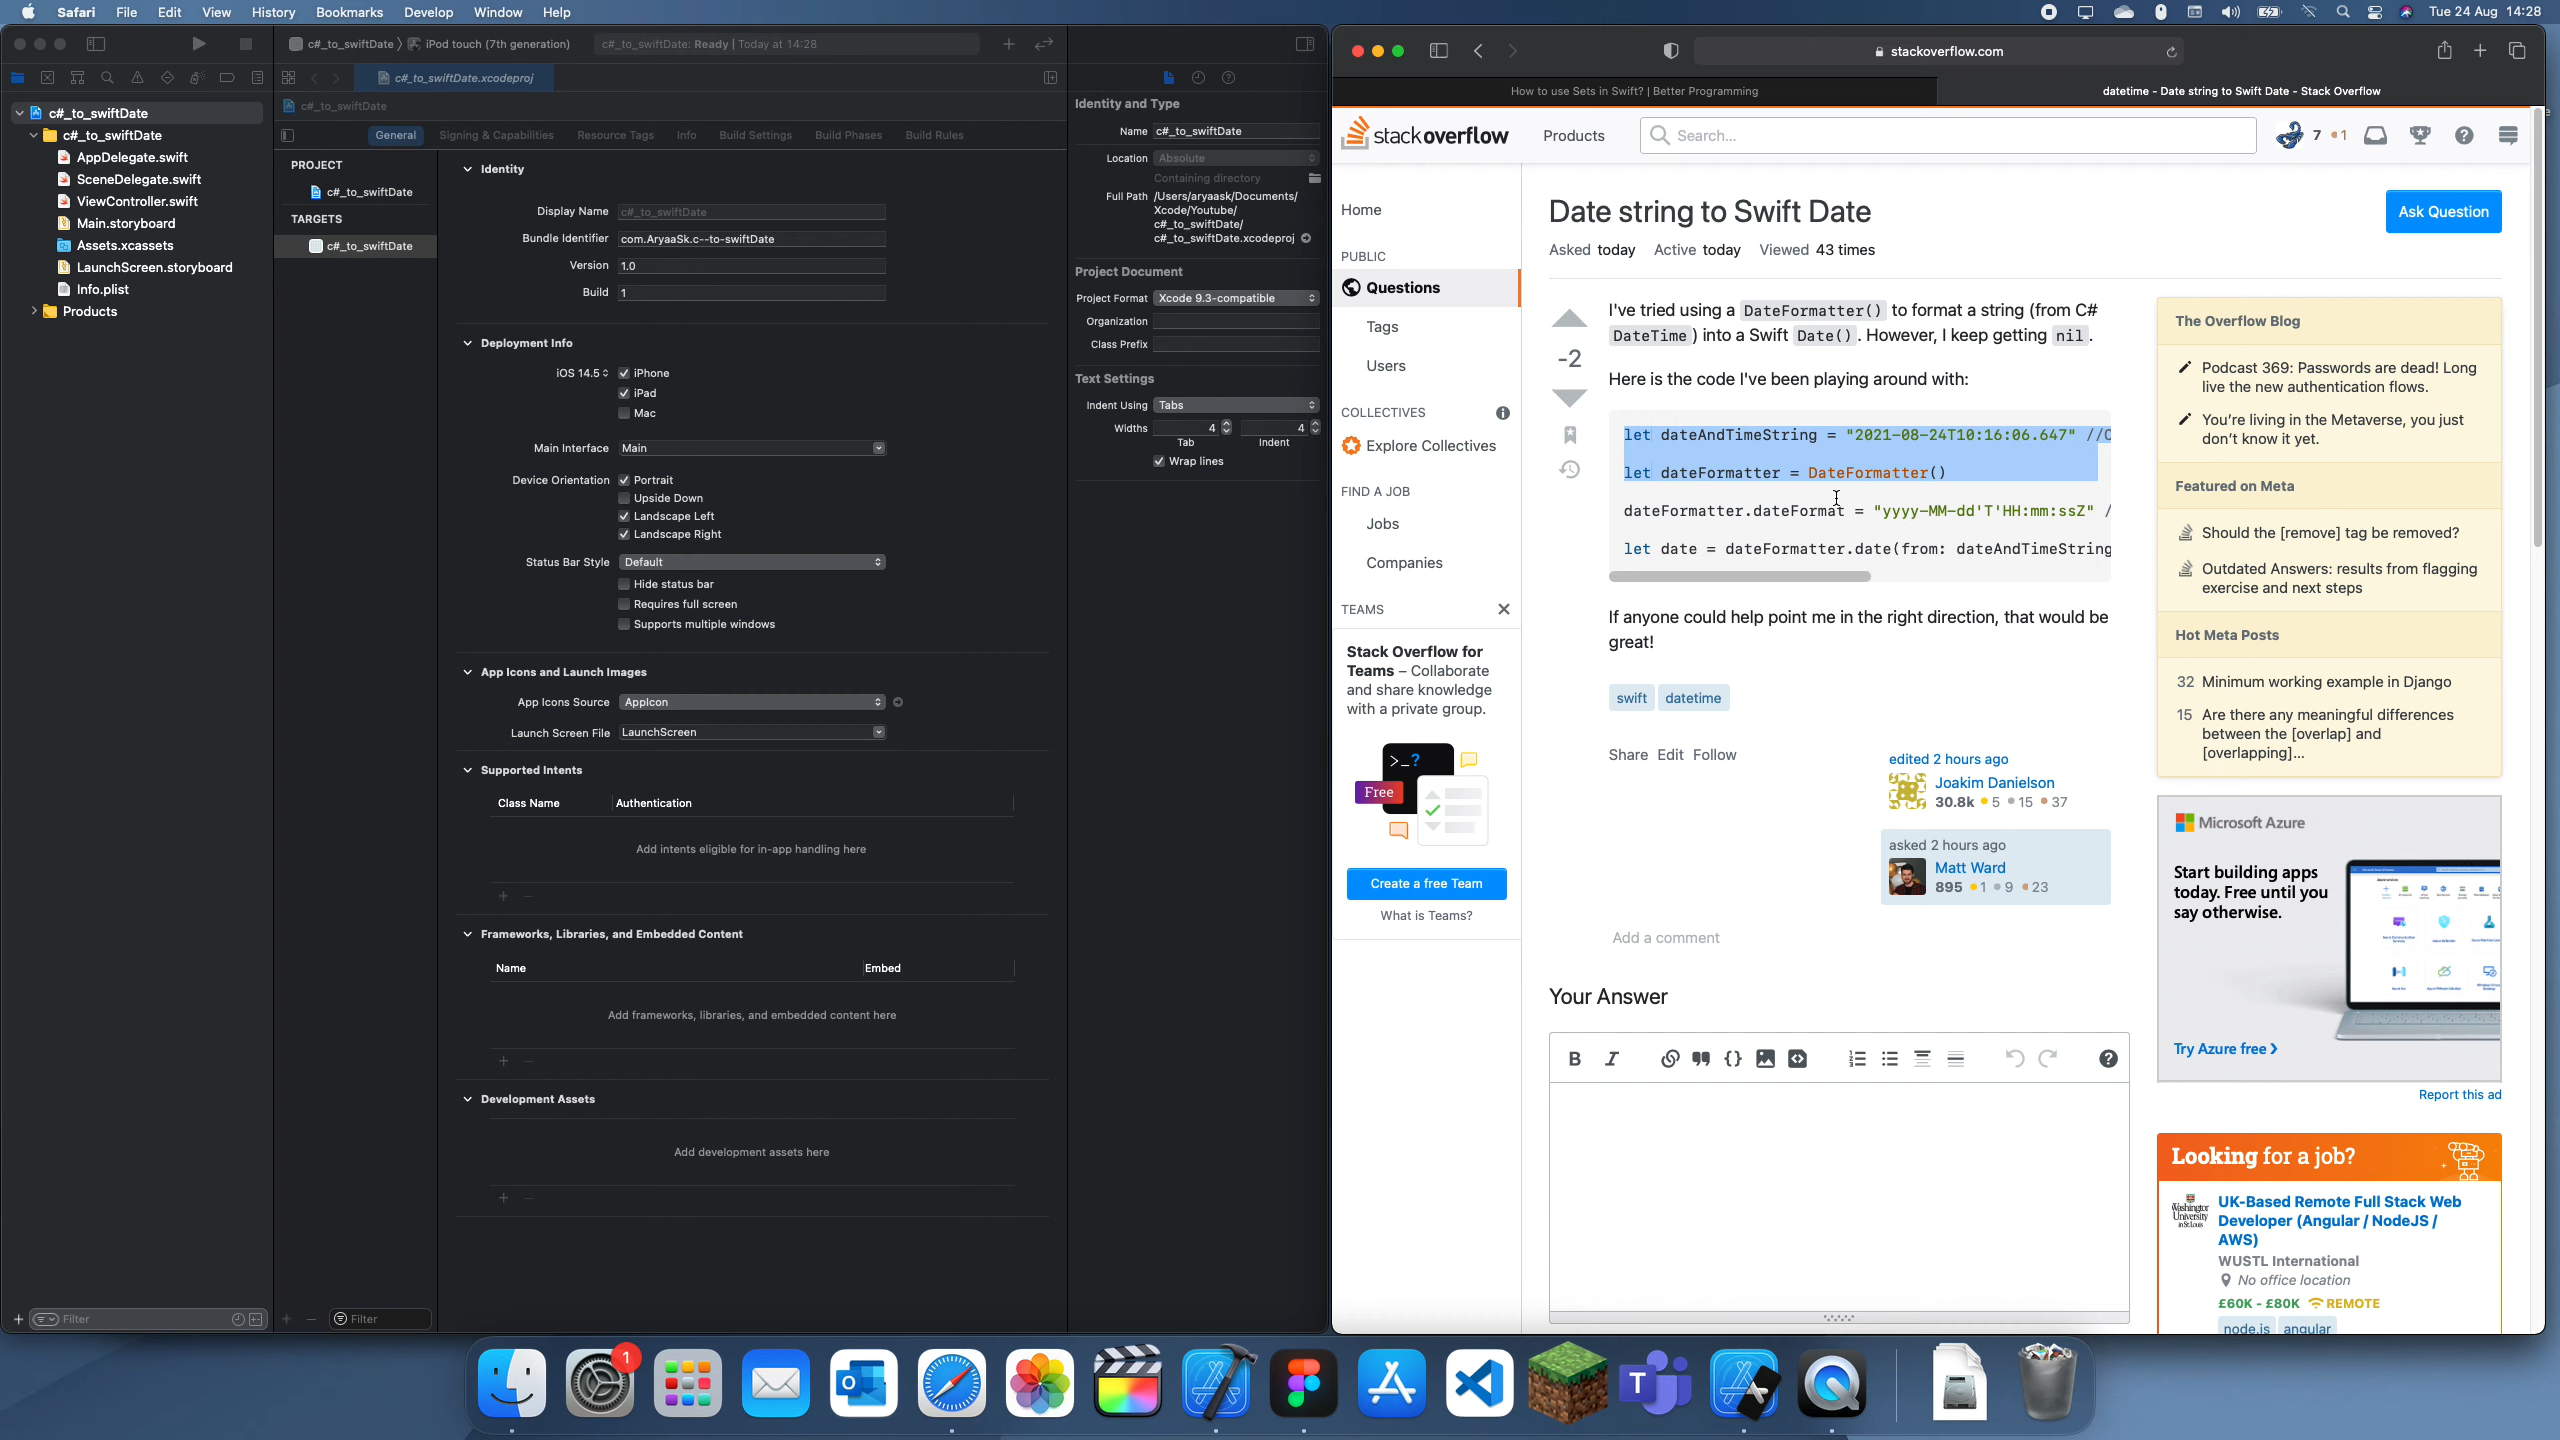 Safari File Edit View History Bookmarks Develop Window Help
Tue 24 Aug 14:28
c#_to_swiftDate 〉 iPod touch (7th generation)
c#_to_swiftDate: Ready | Today at 14:28
c#_to_swiftDate.xcodeproj
c#_to_swiftDate
c#_to_swiftDate
AppDelegate.swift
SceneDelegate.swift
ViewController.swift
Main.storyboard
Assets.xcassets
LaunchScreen.storyboard
Info.plist
Products
Filter
c#_to_swiftDate
General Signing & Capabilities Resource Tags Info Build Settings Build Phases Build Rules
PROJECT
c#_to_swiftDate
TARGETS
c#_to_swiftDate
Filter
Identity
Display Name c#_to_swiftDate
Bundle Identifier com.AryaaSk.c--to-swiftDate
Version 1.0
Build 1
Deployment Info
iOS 14.5 iPhone
iPad
Mac
Main Interface Main
Device Orientation Portrait
Upside Down
Landscape Left
Landscape Right
Status Bar Style Default
Hide status bar
Requires full screen
Supports multiple windows
App Icons and Launch Images
App Icons Source AppIcon
Launch Screen File LaunchScreen
Supported Intents
Class Name Authentication
Add intents eligible for in-app handling here
Frameworks, Libraries, and Embedded Content
Name Embed
Add frameworks, libraries, and embedded content here
Development Assets
Add development assets here
Identity and Type
Name c#_to_swiftDate
Location Absolute
Containing directory
Full Path /Users/aryaask/Documents/
Xcode/Youtube/
c#_to_swiftDate/
c#_to_swiftDate.xcodeproj
Project Document
Project Format Xcode 9.3-compatible
Organization
Class Prefix
Text Settings
Indent Using Tabs
Widths 4 4
Tab Indent
Wrap lines
stackoverflow.com
How to use Sets in Swift? | Better Programming
datetime - Date string to Swift Date - Stack Overflow
stackoverflow
Products
Search...
7 1
Home
PUBLIC
Questions
Tags
Users
COLLECTIVES
Explore Collectives
FIND A JOB
Jobs
Companies
TEAMS
Stack Overflow for
Teams – Collaborate
and share knowledge
with a private group.
>_?
Free
Create a free Team
What is Teams?
Date string to Swift Date
Ask Question
Asked today Active today Viewed 43 times
-2
I've tried using a DateFormatter() to format a string (from C#
DateTime) into a Swift Date(). However, I keep getting nil.
Here is the code I've been playing around with:
let dateAndTimeString = "2021-08-24T10:16:06.647" //
let dateFormatter = DateFormatter()
dateFormatter.dateFormat = "yyyy-MM-dd'T'HH:mm:ssZ" /
let date = dateFormatter.date(from: dateAndTimeString
If anyone could help point me in the right direction, that would be
great!
swift datetime
Share Edit Follow
edited 2 hours ago
Joakim Danielson
30.8k 5 15 37
asked 2 hours ago
Matt Ward
895 1 9 23
Add a comment
Your Answer
B I
The Overflow Blog
Podcast 369: Passwords are dead! Long
live the new authentication flows.
You're living in the Metaverse, you just
don't know it yet.
Featured on Meta
Should the [remove] tag be removed?
Outdated Answers: results from flagging
exercise and next steps
Hot Meta Posts
32 Minimum working example in Django
15 Are there any meaningful differences
between the [overlap] and
[overlapping]...
Microsoft Azure
Start building apps
today. Free until you
say otherwise.
Try Azure free ›
Report this ad
Looking for a job?
Washington
University
in St. Louis
UK-Based Remote Full Stack Web
Developer (Angular / NodeJS /
AWS)
WUSTL International
No office location
£60K - £80K REMOTE
node.js angular
1